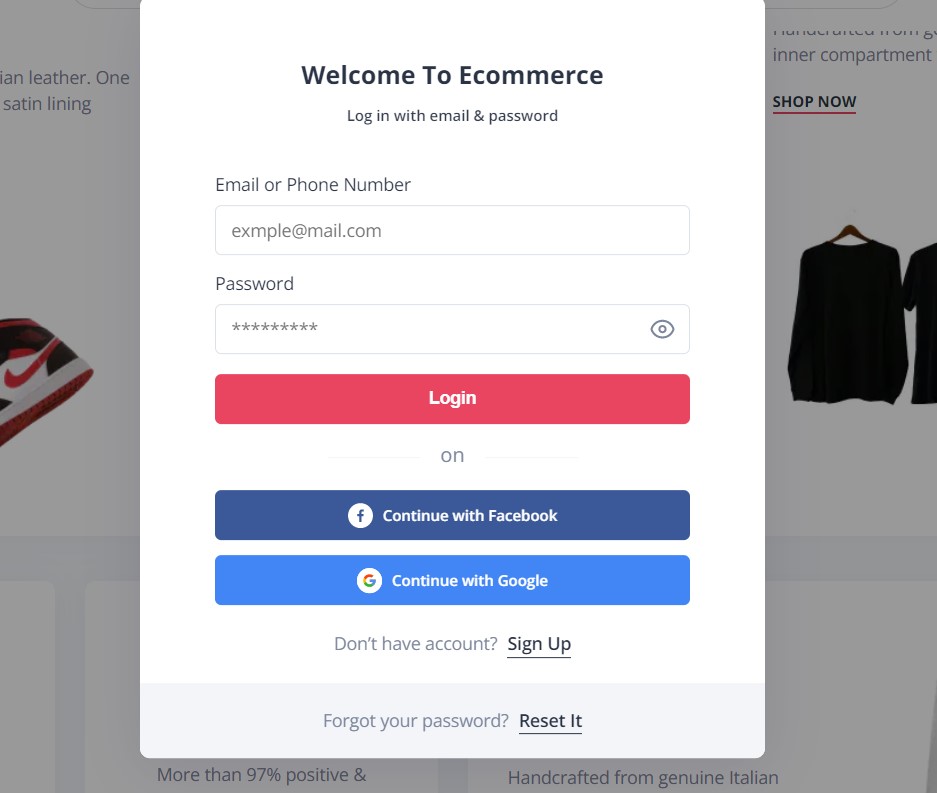 Handcrafted from
inner compartment
ian leather. One
satin lining
SHOP NOW
Welcome To Ecommerce
Log in with email & password
Email or Phone Number
exmple@mail.com
Password
*********
Login
on
Continue with Facebook
Continue with Google
Don't have account? Sign Up
Forgot your password? Reset It
More than 97% positive &
Handcrafted from genuine Italian